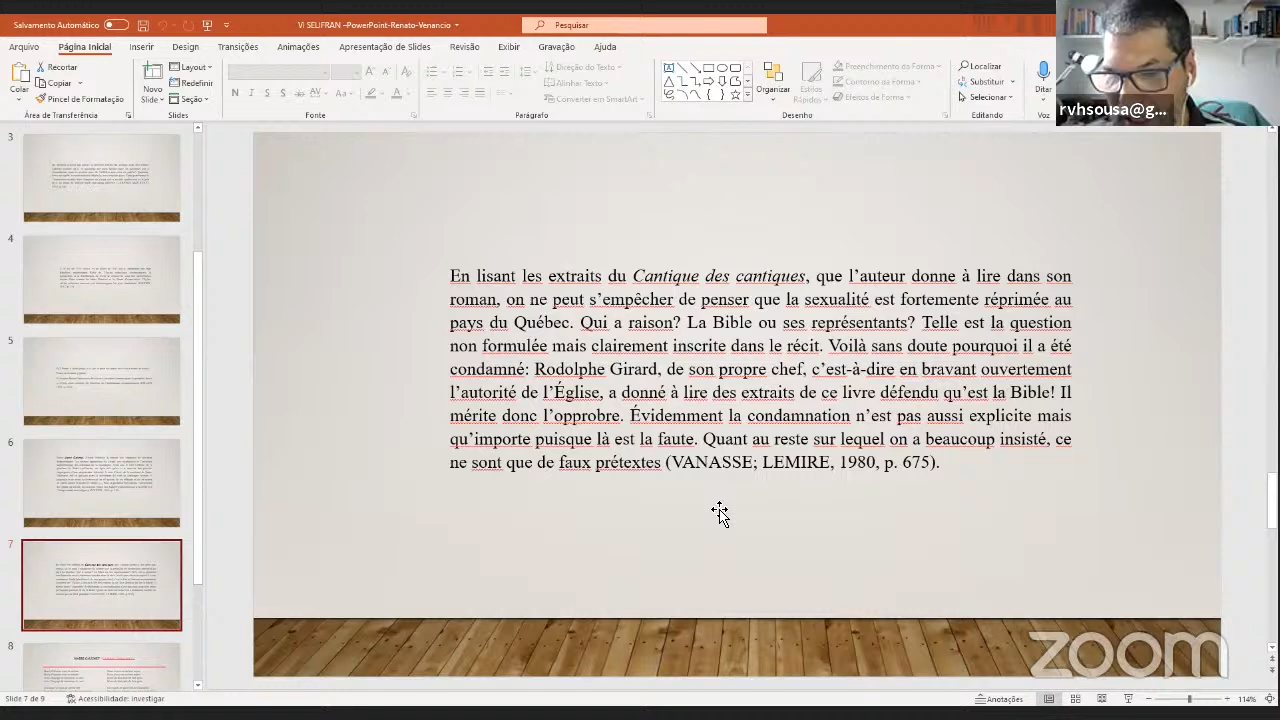 Salvamento Automático
VI SELIFRAN –PowerPoint-Renato-Venancio
Pesquisar
Arquivo Página Inicial Inserir Design Transições Animações Apresentação de Slides Revisão Exibir Gravação Ajuda
Colar
Recortar
Copiar
Pincel de Formatação
Área de Transferência
Novo Slide
Layout
Redefinir
Seção
Slides
N I S
Aa
Fonte
Direção do Texto
Alinhar Texto
Converter em SmartArt
Parágrafo
Organizar
Estilos Rápidos
Preenchimento da Forma
Contorno da Forma
Efeitos de Forma
Desenho
Localizar
Substituir
Selecionar
Editando
Ditar
Voz
rvhsousa@g...
3
4
5
6
7
8
En lisant les extraits du Cantique des cantiques, que l’auteur donne à lire dans son
roman, on ne peut s’empêcher de penser que la sexualité est fortement réprimée au
pays du Québec. Qui a raison? La Bible ou ses représentants? Telle est la question
non formulée mais clairement inscrite dans le récit. Voilà sans doute pourquoi il a été
condamné: Rodolphe Girard, de son propre chef, c’est-à-dire en bravant ouvertement
l’autorité de l’Église, a donné à lire des extraits de ce livre défendu qu’est la Bible! Il
mérite donc l’opprobre. Évidemment la condamnation n’est pas aussi explicite mais
qu’importe puisque là est la faute. Quant au reste sur lequel on a beaucoup insisté, ce
ne sont que de faux prétextes (VANASSE; LEMIRE, 1980, p. 675).
zoom
Slide 7 de 9
Acessibilidade: Investigar
Anotações
114%